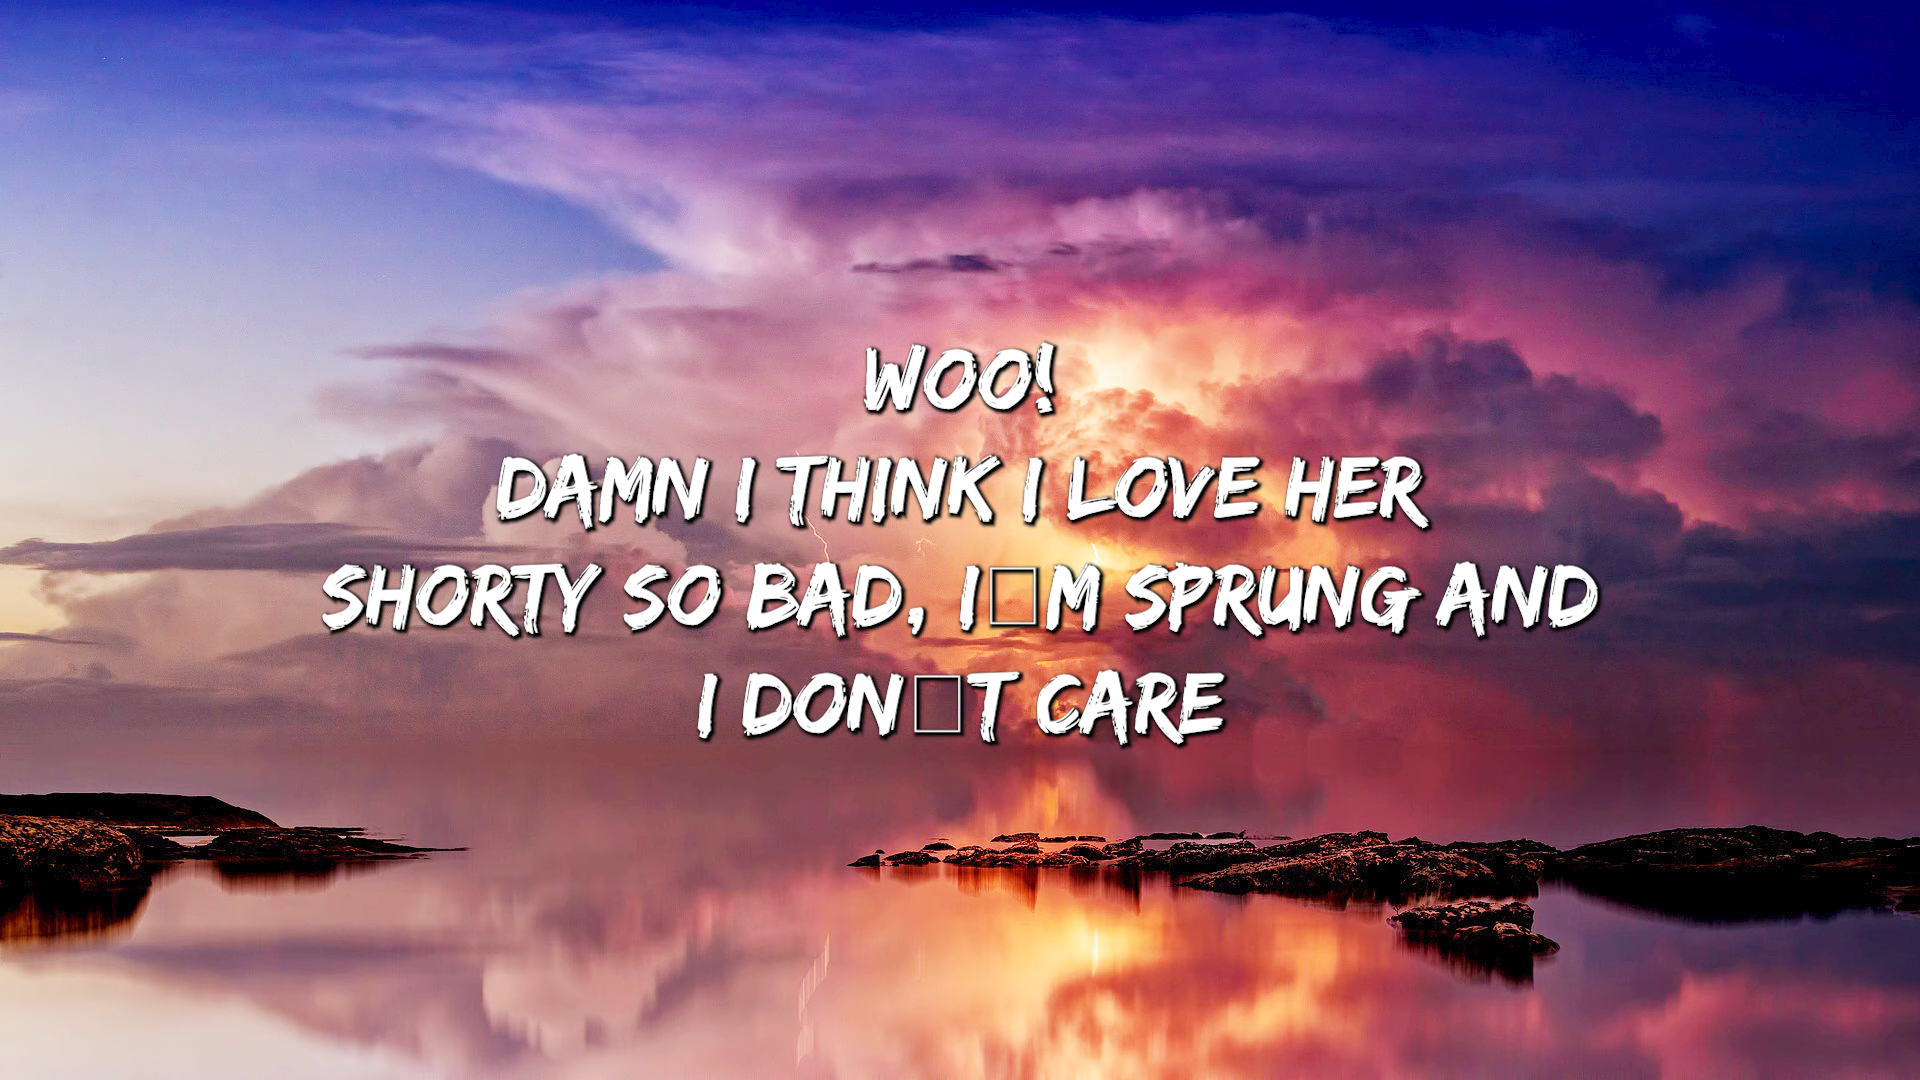 WOO!
DAMN I THINK I LOVE HER
SHORTY SO BAD, I□M SPRUNG AND
I DON□T CARE